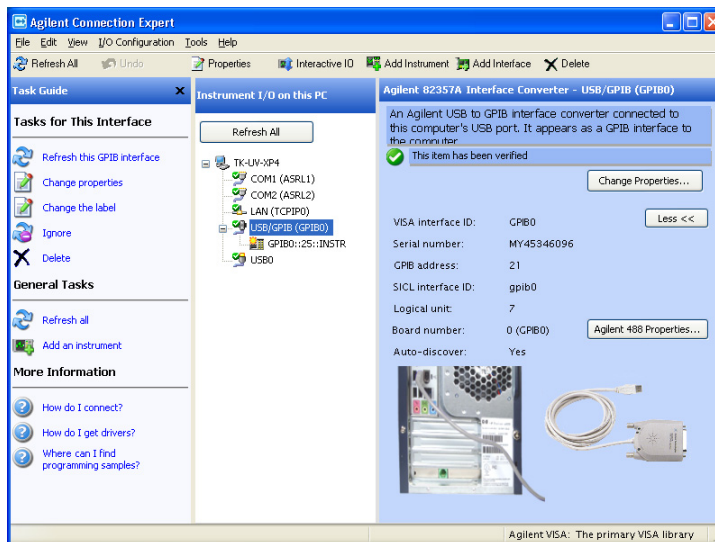 Agilent Connection Expert
File Edit View I/O Configuration Tools Help
Refresh All Undo Properties Interactive IO Add Instrument Add Interface Delete
Task Guide x
Tasks for This Interface
Refresh this GPIB interface
Change properties
Change the label
Ignore
Delete
General Tasks
Refresh all
Add an instrument
More Information
How do I connect?
How do I get drivers?
Where can I find
programming samples?
Instrument I/O on this PC
Refresh All
TK-UV-XP4
COM1 (ASRL1)
COM2 (ASRL2)
LAN (TCPIP0)
USB/GPIB (GPIB0)
GPIB0::25::INSTR
USB0
Agilent 82357A Interface Converter - USB/GPIB (GPIB0)
An Agilent USB to GPIB interface converter connected to
this computer's USB port. It appears as a GPIB interface to
the computer
This item has been verified
Change Properties...
Less <<
VISA interface ID: GPIB0
Serial number: MY45346096
GPIB address: 21
SICL interface ID: gpib0
Logical unit: 7
Board number: 0 (GPIB0)
Agilent 488 Properties...
Auto-discover: Yes
Agilent VISA: The primary VISA library